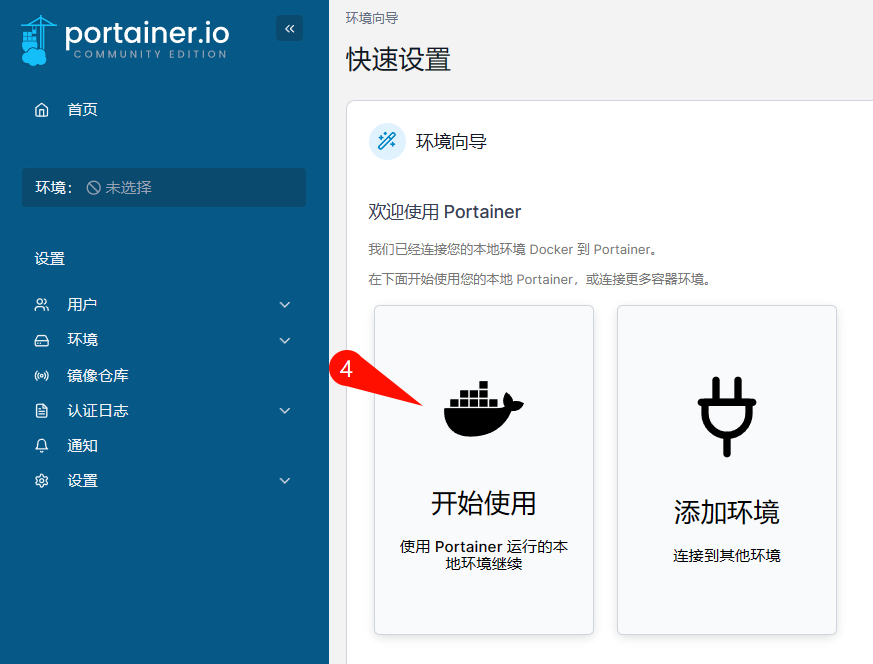 portainer.io
COMMUNITY EDITION
«
首页
环境： 未选择
设置
用户
环境
镜像仓库
认证日志
通知
设置
环境向导
快速设置
环境向导
欢迎使用 Portainer
我们已经连接您的本地环境 Docker 到 Portainer。
在下面开始使用您的本地 Portainer，或连接更多容器环境。
4
开始使用
使用 Portainer 运行的本
地环境继续
添加环境
连接到其他环境